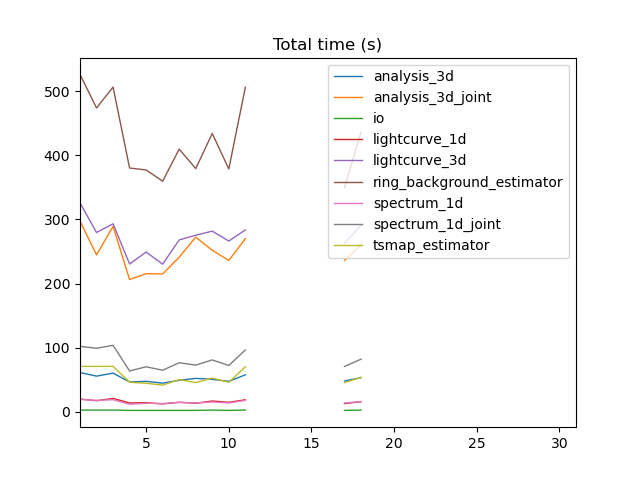 Total time (s)
500
400
300
200
100
0
5
10
15
20
25
30
analysis_3d
analysis_3d_joint
io
lightcurve_1d
lightcurve_3d
ring_background_estimator
spectrum_1d
spectrum_1d_joint
tsmap_estimator